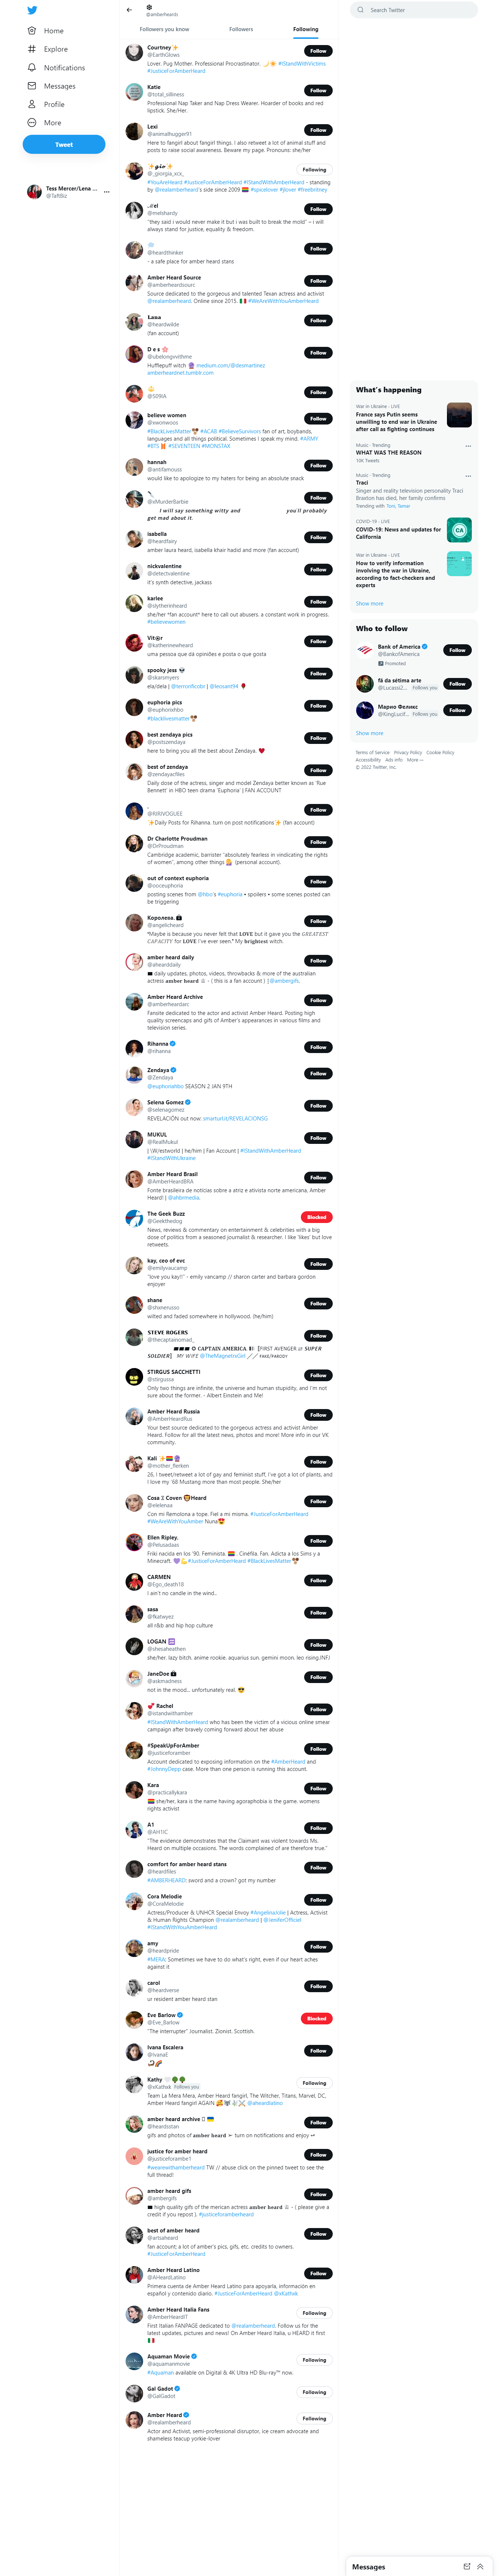 Home
Explore
Notifications
Messages
Profile
More
Tweet
Tess Mercer/Lena ...
❄
@amberhearsts
Followers you know
Followers
Following
Courtney✨
@EarthGlows
Follow
Lover. Pug Mother. Professional Procrastinator. 🌙☀️ #IStandWithVictims
#JusticeForAmberHeard
Katie
@total_silliness
Follow
Professional Nap Taker and Nap Dress Wearer. Hoarder of books and red
lipstick. She/Her.
Lexi
@animalhugger91
Follow
Here to fangirl about fangirl things. I also retweet a lot of animal stuff and
posts to raise social awareness. Beware my page. Pronouns: she/her
@_giorgia_xcx_
Following
#YouAreHeard #JusticeForAmberHeard #IStandWithAmberHeard - standing
by @realamberheard's side since 2009 🏳️‍🌈 #spicelover #jlover #freebritney
@melshardy
Follow
"they said i would never make it but i was built to break the mold" – i will
always stand for justice, equality & freedom.
@heardthinker
Follow
- a safe place for amber heard stans
Amber Heard Source
@amberheardsourc
Follow
Source dedicated to the gorgeous and talented Texan actress and activist
@realamberheard. Online since 2015. 🇮🇹 #WeAreWithYouAmberHeard
𝐋𝐚𝐧𝐚
@heardwilde
Follow
(fan account)
D e s 🌸
@ubelongwithme
Follow
Hufflepuff witch 🔮 medium.com/@desmartinez
amberheardnet.tumblr.com
@S09IA
Follow
believe women
@xwonwoos
Follow
#BlackLivesMatter #ACAB #BelieveSurvivors fan of art, boybands,
languages and all things political. Sometimes I speak my mind. #ARMY
#BTS #SEVENTEEN #MONSTAX
hannah
@antifamouss
Follow
would like to apologize to my haters for being an absolute snack
🔪
@xMurderBarbie
Follow
𝙄 𝙬𝙞𝙡𝙡 𝙨𝙖𝙮 𝙨𝙤𝙢𝙚𝙩𝙝𝙞𝙣𝙜 𝙬𝙞𝙩𝙩𝙮 𝙖𝙣𝙙 𝙮𝙤𝙪'𝙡𝙡 𝙥𝙧𝙤𝙗𝙖𝙗𝙡𝙮
𝙜𝙚𝙩 𝙢𝙖𝙙 𝙖𝙗𝙤𝙪𝙩 𝙞𝙩.
isabella
@heardfairy
Follow
amber laura heard, isabella khair hadid and more (fan account)
nickvalentine
@detectvalentine
Follow
it's synth detective, jackass
karlee
@slytherinheard
Follow
she/her *fan account* here to call out abusers. a constant work in progress.
#believewomen
@katherinewheard
Follow
uma pessoa que dá opiniões e posta o que gosta
spooky jess 💀
@skarsmyers
Follow
ela/dela | @terrorificobr | @leosant94 🌹
euphoria pics
@euphoriahbo
Follow
#blacklivesmatter
best zendaya pics
@postszendaya
Follow
here to bring you all the best about Zendaya. ❤️
best of zendaya
@zendayacfiles
Follow
Daily dose of the actress, singer and model Zendaya better known as 'Rue
Bennett' in HBO teen drama 'Euphoria' | FAN ACCOUNT
.
@RIRIVOGUEE
Follow
✨Daily Posts for Rihanna. turn on post notifications✨ (fan account)
Dr Charlotte Proudman
@DrProudman
Follow
Cambridge academic, barrister "absolutely fearless in vindicating the rights
of women", among other things (personal account).
out of context euphoria
@ooceuphoria
Follow
posting scenes from @hbo's #euphoria • spoilers • some scenes posted can
be triggering
Королева.
@angelicheard
Follow
❝Maybe is because you never felt that 𝐋𝐎𝐕𝐄 but it gave you the 𝐺𝑅𝐸𝐴𝑇𝐸𝑆𝑇
𝐶𝐴𝑃𝐴𝐶𝐼𝑇𝑌 for 𝐋𝐎𝐕𝐄 I've ever seen.❞ My 𝐛𝐫𝐢𝐠𝐡𝐭𝐞𝐬𝐭 witch.
amber heard daily
@ahearddaily
Follow
daily updates, photos, videos, throwbacks & more of the australian
actress 𝐚𝐦𝐛𝐞𝐫 𝐡𝐞𝐚𝐫𝐝 - ( this is a fan account ) |@ambergifs.
Amber Heard Archive
@amberheardarc
Follow
Fansite dedicated to the actor and activist Amber Heard. Posting high
quality screencaps and gifs of Amber's appearances in various films and
television series.
Rihanna
@rihanna
Follow
Zendaya
@Zendaya
Follow
@euphoriahbo SEASON 2 JAN 9TH
Selena Gomez
@selenagomez
Follow
REVELACIÓN out now: smarturl.it/REVELACIONSG
MUKUL
@RealMukul
Follow
| \W/estworld | he/him | Fan Account | #IStandWithAmberHeard
#IStandWithUkraine
Amber Heard Brasil
@AmberHeardBRA
Follow
Fonte brasileira de notícias sobre a atriz e ativista norte americana, Amber
Heard! | @ahbrmedia.
The Geek Buzz
@Geekthedog
Blocked
News, reviews & commentary on entertainment & celebrities with a big
dose of politics from a seasoned journalist & researcher. I like 'likes' but love
retweets.
kay, ceo of evc
@emilyvaucamp
Follow
"love you kay!!" - emily vancamp // sharon carter and barbara gordon
enjoyer
shane
@shanerusso
Follow
wilted and faded somewhere in hollywood. (he/him)
𝗦𝗧𝗘𝗩𝗘 𝗥𝗢𝗚𝗘𝗥𝗦
@thecaptainomad_
Follow
𝐂𝐀𝐏𝐓𝐀𝐈𝐍 𝐀𝐌𝐄𝐑𝐈𝐂𝐀
STIRGUS SACCHETTI
@stirgussa
Follow
Only two things are infinite, the universe and human stupidity, and I'm not
sure about the former. - Albert Einstein and Me!
Amber Heard Russia
@AmberHeardRus
Follow
Your best source dedicated to the gorgeous actress and activist Amber
Heard. Follow for all the latest news, photos and more! More info in our VK
community.
Kali ✨🏳️‍🌈🔮
@mother_flerken
Follow
26, I tweet/retweet a lot of gay and feminist stuff, I've got a lot of plants, and
i love my '68 Mustang more than most people. She/her
@elelenaa
Follow
Con mi Remolona a tope. Fiel a mi misma. #JusticeForAmberHeard
#WeAreWithYouAmber Nuna
Ellen Ripley.
@Pelusadaas
Follow
Friki nacida en los '90. Feminista. 🏳️‍🌈. Cinéfila. Fan. Adicta a los Sims y a
Minecraft. 💜💪#JusticeForAmberHeard #BlackLivesMatter
CARMEN
@Ego_death18
Follow
I ain't no candle in the wind..
sasa
@fkatwyez
Follow
all r&b and hip hop culture
LOGAN
@shesaheathen
Follow
she/her. lazy bitch. anime rookie. aquarius sun. gemini moon. leo rising.INFJ
JaneDoe
@askmadness
Follow
not in the mood... unfortunately real. 😎
💕 Rachel
@istandwithamber
Follow
#IStandWithAmberHeard who has been the victim of a vicious online smear
campaign after bravely coming forward about her abuse
#SpeakUpForAmber
@justiceforamber
Follow
Account dedicated to exposing information on the #AmberHeard and
#JohnnyDepp case. More than one person is running this account.
Kara
@practicallykara
Follow
🏳️‍🌈 she/her, kara is the name having agoraphobia is the game. womens
rights activist
A1
@AH1IC
Follow
"The evidence demonstrates that the Claimant was violent towards Ms.
Heard on multiple occasions. The words complained of are therefore true."
comfort for amber heard stans
@heardfiles
Follow
#AMBERHEARD: sword and a crown? got my number
Cora Melodie
@CoraMelodie
Follow
Actress/Producer & UNHCR Special Envoy #AngelinaJolie | Actress, Activist
& Human Rights Champion @realamberheard | @JeniferOfficiel
#IStandWithYouAmberHeard
amy
@heardpride
Follow
#MERA: Sometimes we have to do what's right, even if our heart aches
against it
carol
@heardverse
Follow
ur resident amber heard stan
Eve Barlow
@Eve_Barlow
Blocked
"The interrupter" Journalist. Zionist. Scottish.
Ivana Escalera
@IvanaE
Follow
Kathy
@xKathxk Follows you
Following
Team La Mera Mera, Amber Heard fangirl, The Witcher, Titans, Marvel, DC,
Amber Heard fangirl AGAIN @aheardlatino
amber heard archive 🇺🇦
@heardsstan
Follow
gifs and photos of 𝐚𝐦𝐛𝐞𝐫 𝐡𝐞𝐚𝐫𝐝 ➳ turn on notifications and enjoy ↵
justice for amber heard
@justiceforambe1
Follow
#wearewithamberheard TW // abuse click on the pinned tweet to see the
full thread!
amber heard gifs
@ambergifs
Follow
high quality gifs of the merican actress 𝐚𝐦𝐛𝐞𝐫 𝐡𝐞𝐚𝐫𝐝 - ( please give a
credit if you repost ). #justiceforamberheard
best of amber heard
@artsaheard
Follow
fan account; a lot of amber's pics, gifs, etc. credits to owners.
#JusticeForAmberHeard
Amber Heard Latino
@AHeardLatino
Follow
Primera cuenta de Amber Heard Latino para apoyarla, información en
español y contenido diario. #JusticeForAmberHeard @xKathxk
Amber Heard Italia Fans
@AmberHeardIT
Following
First Italian FANPAGE dedicated to @realamberheard. Follow us for the
latest updates, pictures and news! On Amber Heard Italia, u HEARD it first
🇮🇹
Aquaman Movie
@aquamanmovie
Following
#Aquaman available on Digital & 4K Ultra HD Blu-ray™ now.
Gal Gadot
@GalGadot
Following
Amber Heard
@realamberheard
Following
Actor and Activist, semi-professional disruptor, ice cream advocate and
shameless teacup yorkie-lover
Search Twitter
What's happening
War in Ukraine · LIVE
France says Putin seems
unwilling to end war in Ukraine
after call as fighting continues
Music · Trending
WHAT WAS THE REASON
10K Tweets
Music · Trending
Traci
Singer and reality television personality Traci
Braxton has died, her family confirms
Trending with Toni, Tamar
COVID-19 · LIVE
COVID-19: News and updates for
California
War in Ukraine · LIVE
How to verify information
involving the war in Ukraine,
according to fact-checkers and
experts
Show more
Who to follow
Bank of America
@BankofAmerica
Follow
Promoted
fã da sétima arte
Follows you
Follow
Марио Феликс
Follows you
Follow
Show more
Terms of Service Privacy Policy Cookie Policy
Accessibility Ads info More ···
© 2022 Twitter, Inc.
Messages